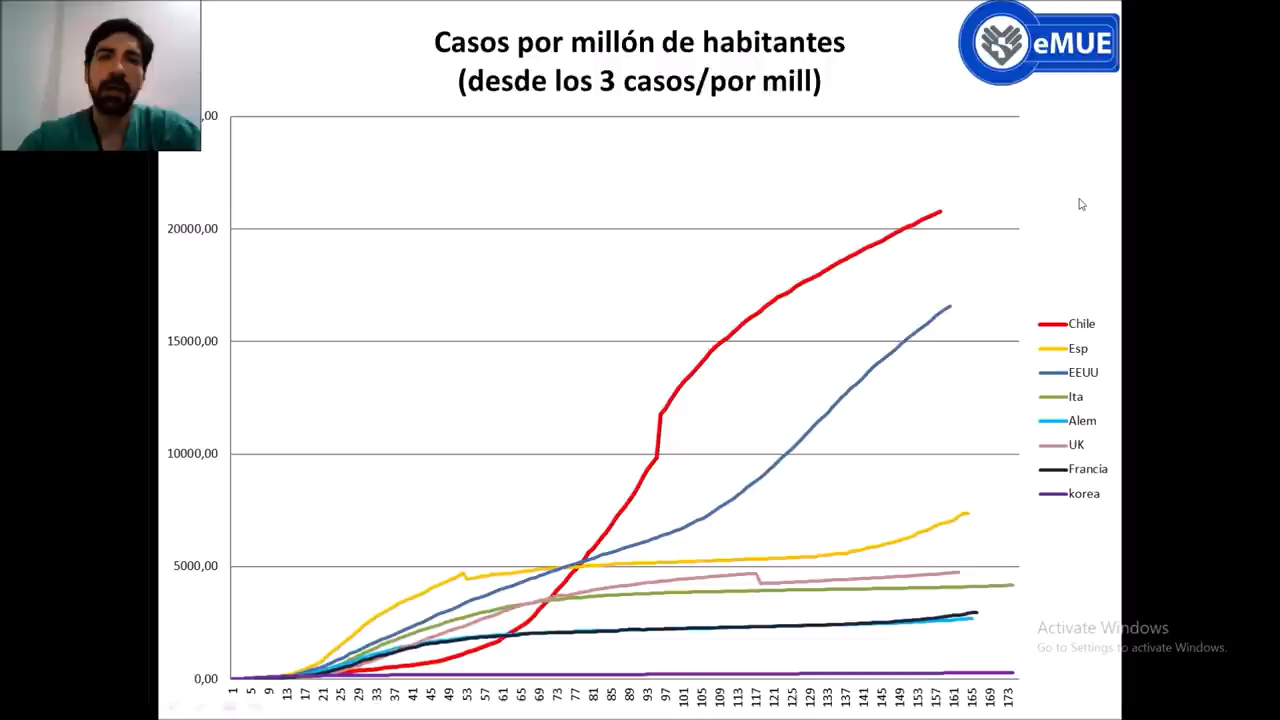 Casos por millón de habitantes
(desde los 3 casos/por mill)
eMUE
,00
20000,00
15000,00
10000,00
5000,00
0,00
1 5 9 13 17 21 25 29 33 37 41 45 49 53 57 61 65 69 73 77 81 85 89 93 97 101 105 109 113 117 121 125 129 133 137 141 145 149 153 157 161 165 169 173
Chile
Esp
EEUU
Ita
Alem
UK
Francia
korea
Activate Windows
Go to Settings to activate Windows.